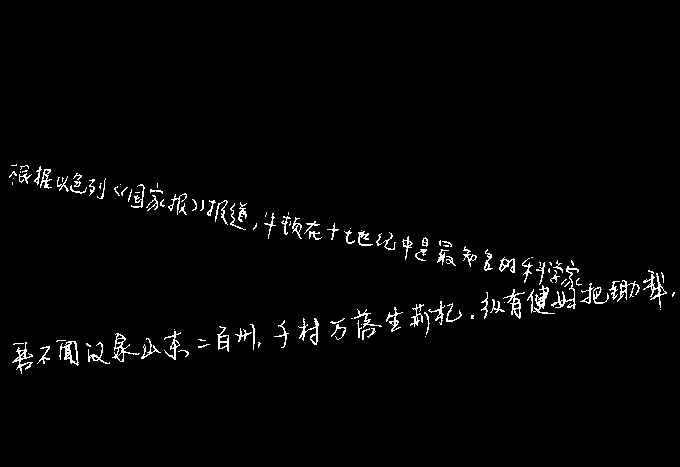 根据以色列《国家报》报道,牛顿在十七世纪中是最知名的科学家
君不闻汉家山东二百州,千村万落生荆杞.纵有健妇把锄犁,